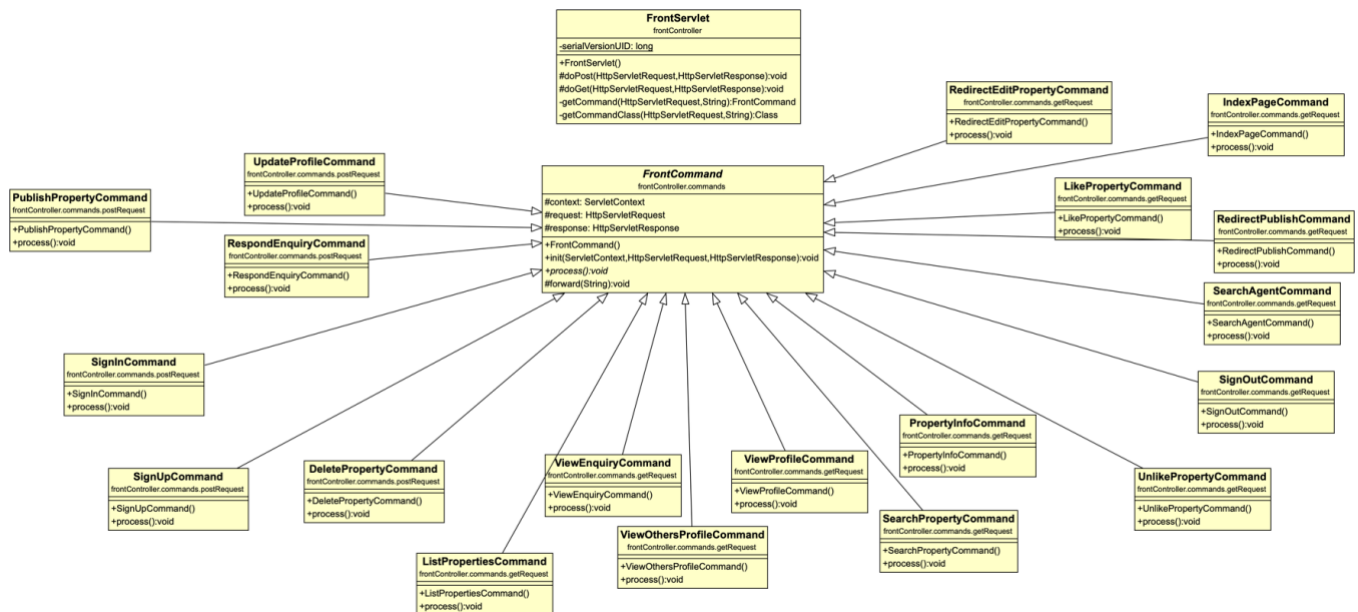 FrontServlet
frontController
-serialVersionUID: long
+FrontServlet()
#doPost(HttpServletRequest,HttpServletResponse):void
#doGet(HttpServletRequest,HttpServletResponse):void
-getCommand(HttpServletRequest,String):FrontCommand
-getCommandClass(HttpServletRequest,String):Class
RedirectEditPropertyCommand
frontController.commands.getRequest
+RedirectEditPropertyCommand()
+process():void
IndexPageCommand
frontController.commands.getRequest
+IndexPageCommand()
+process():void
UpdateProfileCommand
frontController.commands.postRequest
+UpdateProfileCommand()
+process():void
FrontCommand
frontController.commands
#context: ServletContext
#request: HttpServletRequest
#response: HttpServletResponse
+FrontCommand()
+init(ServletContext,HttpServletRequest,HttpServletResponse):void
+process():void
#forward(String):void
PublishPropertyCommand
frontController.commands.postRequest
+PublishPropertyCommand()
+process():void
LikePropertyCommand
frontController.commands.getRequest
+LikePropertyCommand()
+process():void
RedirectPublishCommand
frontController.commands.getRequest
+RedirectPublishCommand()
+process():void
RespondEnquiryCommand
frontController.commands.postRequest
+RespondEnquiryCommand()
+process():void
SearchAgentCommand
frontController.commands.getRequest
+SearchAgentCommand()
+process():void
SignInCommand
frontController.commands.postRequest
+SignInCommand()
+process():void
SignOutCommand
frontController.commands.getRequest
+SignOutCommand()
+process():void
PropertyInfoCommand
frontController.commands.getRequest
+PropertyInfoCommand()
+process():void
SignUpCommand
frontController.commands.postRequest
+SignUpCommand()
+process():void
DeletePropertyCommand
frontController.commands.postRequest
+DeletePropertyCommand()
+process():void
ViewEnquiryCommand
frontController.commands.getRequest
+ViewEnquiryCommand()
+process():void
ViewProfileCommand
frontController.commands.getRequest
+ViewProfileCommand()
+process():void
UnlikePropertyCommand
frontController.commands.getRequest
+UnlikePropertyCommand()
+process():void
SearchPropertyCommand
frontController.commands.getRequest
+SearchPropertyCommand()
+process():void
ViewOthersProfileCommand
frontController.commands.getRequest
+ViewOthersProfileCommand()
+process():void
ListPropertiesCommand
frontController.commands.getRequest
+ListPropertiesCommand()
+process():void